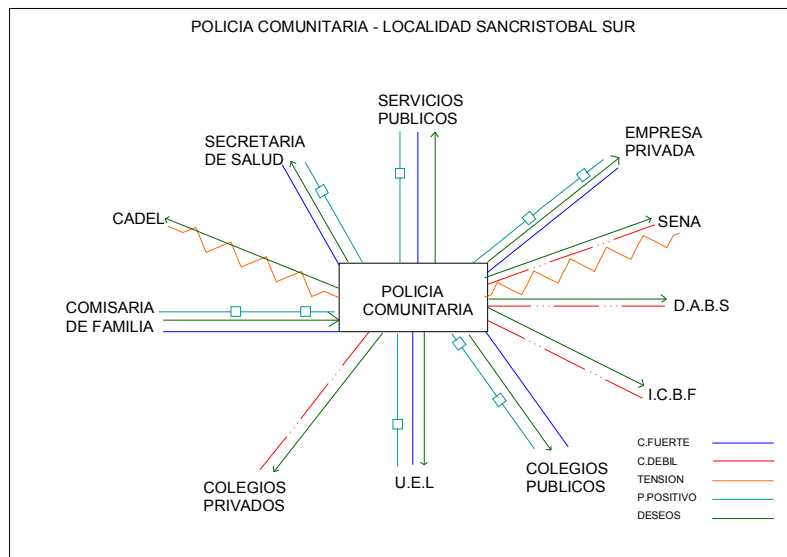 POLICIA COMUNITARIA - LOCALIDAD SANCRISTOBAL SUR
SERVICIOS
PUBLICOS
SECRETARIA
DE SALUD
EMPRESA
PRIVADA
CADEL
SENA
POLICIA
COMUNITARIA
COMISARIA
DE FAMILIA
D.A.B.S
I.C.B.F
COLEGIOS
PRIVADOS
U.E.L
COLEGIOS
PUBLICOS
C.FUERTE
C.DEBIL
TENSION
P.POSITIVO
DESEOS